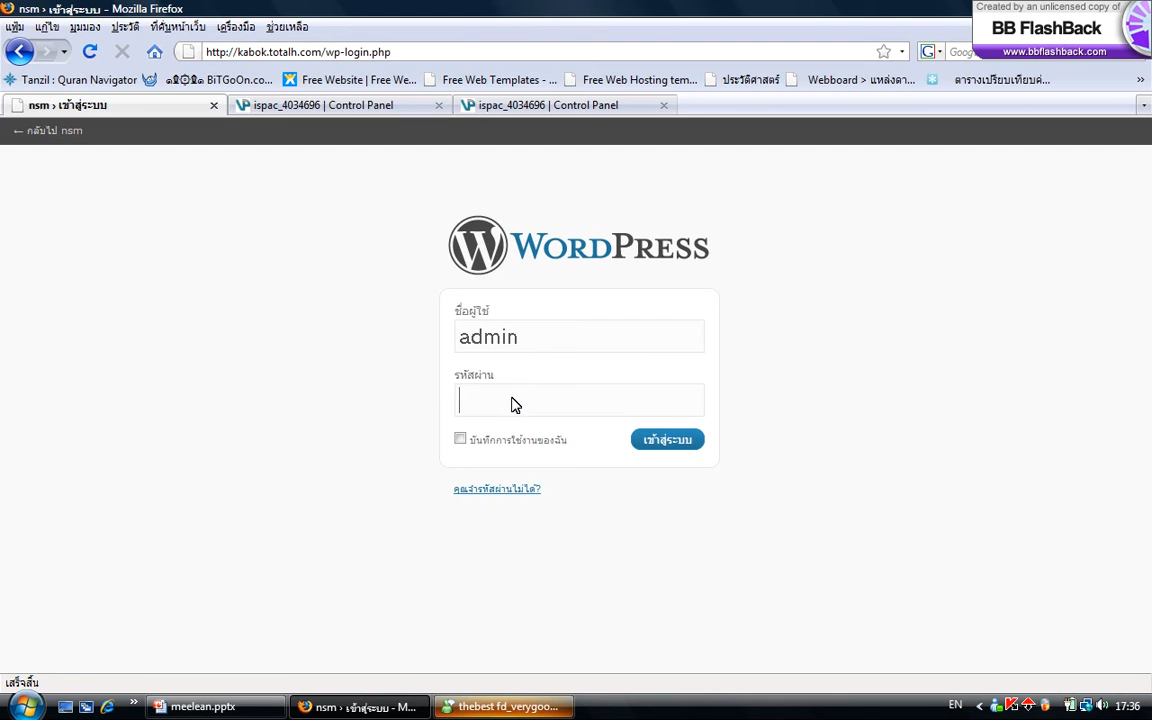 nsm › เข้าสู่ระบบ - Mozilla Firefox
Created by an unlicensed copy of
BB FlashBack
www.bbflashback.com
แฟ้ม แก้ไข มุมมอง ประวัติ ที่คั่นหน้าเว็บ เครื่องมือ ช่วยเหลือ
http://kabok.totalh.com/wp-login.php
Tanzil : Quran Navigator BiTGoOn.co... Free Website | Free We... Free Web Templates - ... Free Web Hosting tem... ประวัติศาสตร์ Webboard > แหล่งดา... ตารางเปรียบเทียบค่...
nsm › เข้าสู่ระบบ ispac_4034696 | Control Panel ispac_4034696 | Control Panel
← กลับไป nsm
WORDPRESS
ชื่อผู้ใช้
admin
รหัสผ่าน
บันทึกการใช้งานของฉัน เข้าสู่ระบบ
คุณจำรหัสผ่านไม่ได้?
เสร็จสิ้น
meelean.pptx nsm › เข้าสู่ระบบ - M... thebest fd_verygoo... EN 17:36